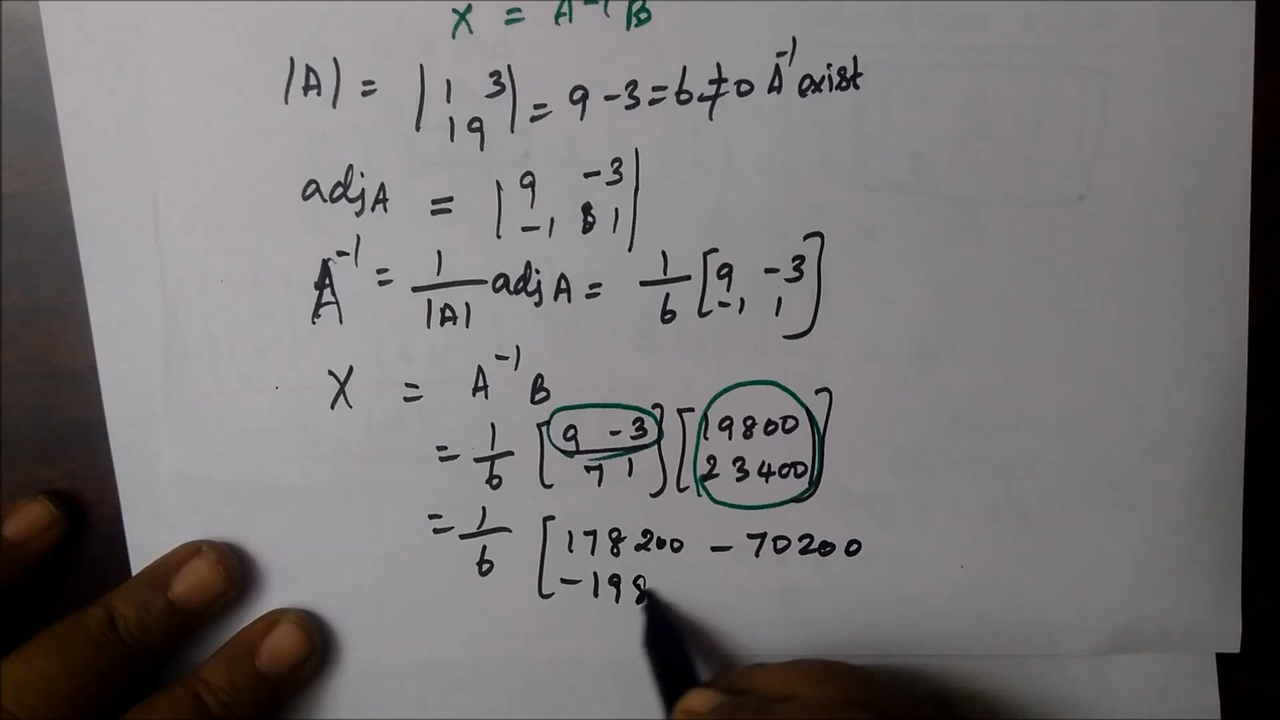 X = A⁻¹B
|A| = |1 3| = 9 - 3 = 6 ≠ 0 A⁻¹ exist
|1 9|
adj A = |9 -3|
|-1 1|
A⁻¹ = 1/|A| adj A = 1/6 [9 -3]
[-1 1]
X = A⁻¹ B
= 1/6 [9 -3] [19800]
[-1 1] [23400]
= 1/6 [178200 - 70200
-198